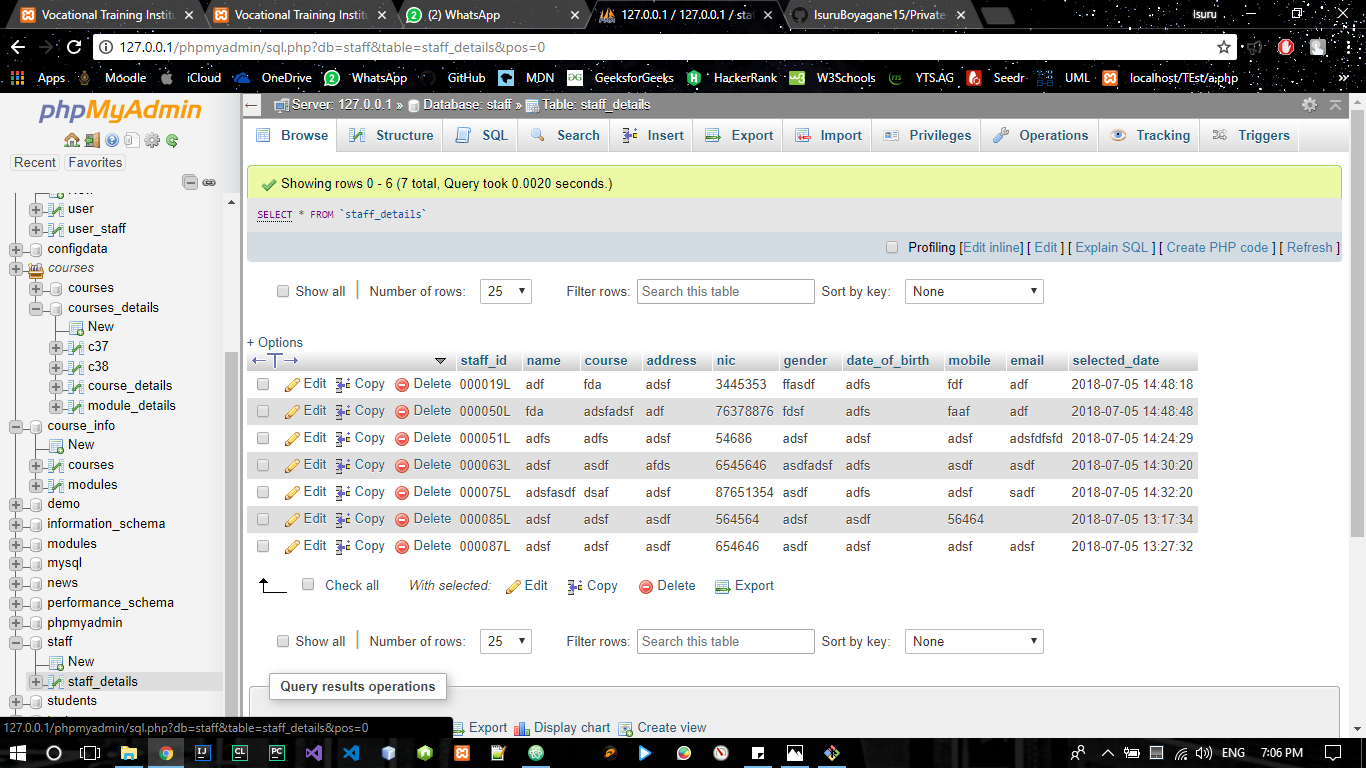 Vocational Training Institu
Vocational Training Institu
(2) WhatsApp
127.0.0.1 / 127.0.0.1 / sta
IsuruBoyagane15/Private
Isuru
127.0.0.1/phpmyadmin/sql.php?db=staff&table=staff_details&pos=0
Apps Moodle iCloud OneDrive WhatsApp GitHub MDN GeeksforGeeks HackerRank W3Schools YTS.AG Seedr UML localhost/TEst/a.php »
phpMyAdmin
Recent Favorites
New
user
user_staff
configdata
courses
courses
courses_details
New
c37
c38
course_details
module_details
course_info
New
courses
modules
demo
information_schema
modules
mysql
news
performance_schema
phpmyadmin
staff
New
staff_details
students
127.0.0.1/phpmyadmin/sql.php?db=staff&table=staff_details&pos=0
Server: 127.0.0.1 » Database: staff » Table: staff_details
Browse Structure SQL Search Insert Export Import Privileges Operations Tracking Triggers
Showing rows 0 - 6 (7 total, Query took 0.0020 seconds.)
SELECT * FROM `staff_details`
Profiling [Edit inline] [ Edit ] [ Explain SQL ] [ Create PHP code ] [ Refresh ]
Show all Number of rows: 25 Filter rows: Search this table Sort by key: None
+ Options
staff_id name course address nic gender date_of_birth mobile email selected_date
Edit Copy Delete 000019L adf fda adsf 3445353 ffasdf adfs fdf adf 2018-07-05 14:48:18
Edit Copy Delete 000050L fda adsfadsf adf 76378876 fdsf adfs faaf adf 2018-07-05 14:48:48
Edit Copy Delete 000051L adfs adfs adsf 54686 adsf adsf adsf adsfdfsfd 2018-07-05 14:24:29
Edit Copy Delete 000063L adsf asdf afds 6545646 asdfadsf adfs asdf asdf 2018-07-05 14:30:20
Edit Copy Delete 000075L adsfasdf dsaf adsf 87651354 asdf adfs adsf sadf 2018-07-05 14:32:20
Edit Copy Delete 000085L adsf adsf asdf 564564 adsf asdf 56464 2018-07-05 13:17:34
Edit Copy Delete 000087L adsf adsf asdf 654646 asdf adsf adsf adsf 2018-07-05 13:27:32
Check all With selected: Edit Copy Delete Export
Show all Number of rows: 25 Filter rows: Search this table Sort by key: None
Query results operations
Export Display chart Create view
ENG 7:06 PM